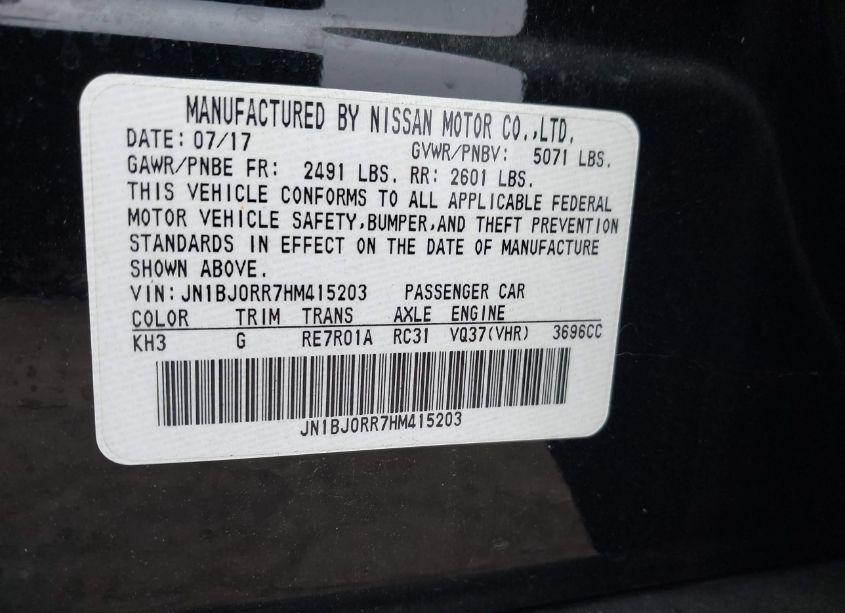 MANUFACTURED BY NISSAN MOTOR CO.,LTD.
DATE: 07/17 GVWR/PNBV: 5071 LBS.
GAWR/PNBE FR: 2491 LBS. RR: 2601 LBS.
THIS VEHICLE CONFORMS TO ALL APPLICABLE FEDERAL
MOTOR VEHICLE SAFETY,BUMPER,AND THEFT PREVENTION
STANDARDS IN EFFECT ON THE DATE OF MANUFACTURE
SHOWN ABOVE.
VIN:JN1BJ0RR7HM415203 PASSENGER CAR
COLOR TRIM TRANS AXLE ENGINE
KH3 G RE7R01A RC31 VQ37(VHR) 3696CC
JN1BJ0RR7HM415203